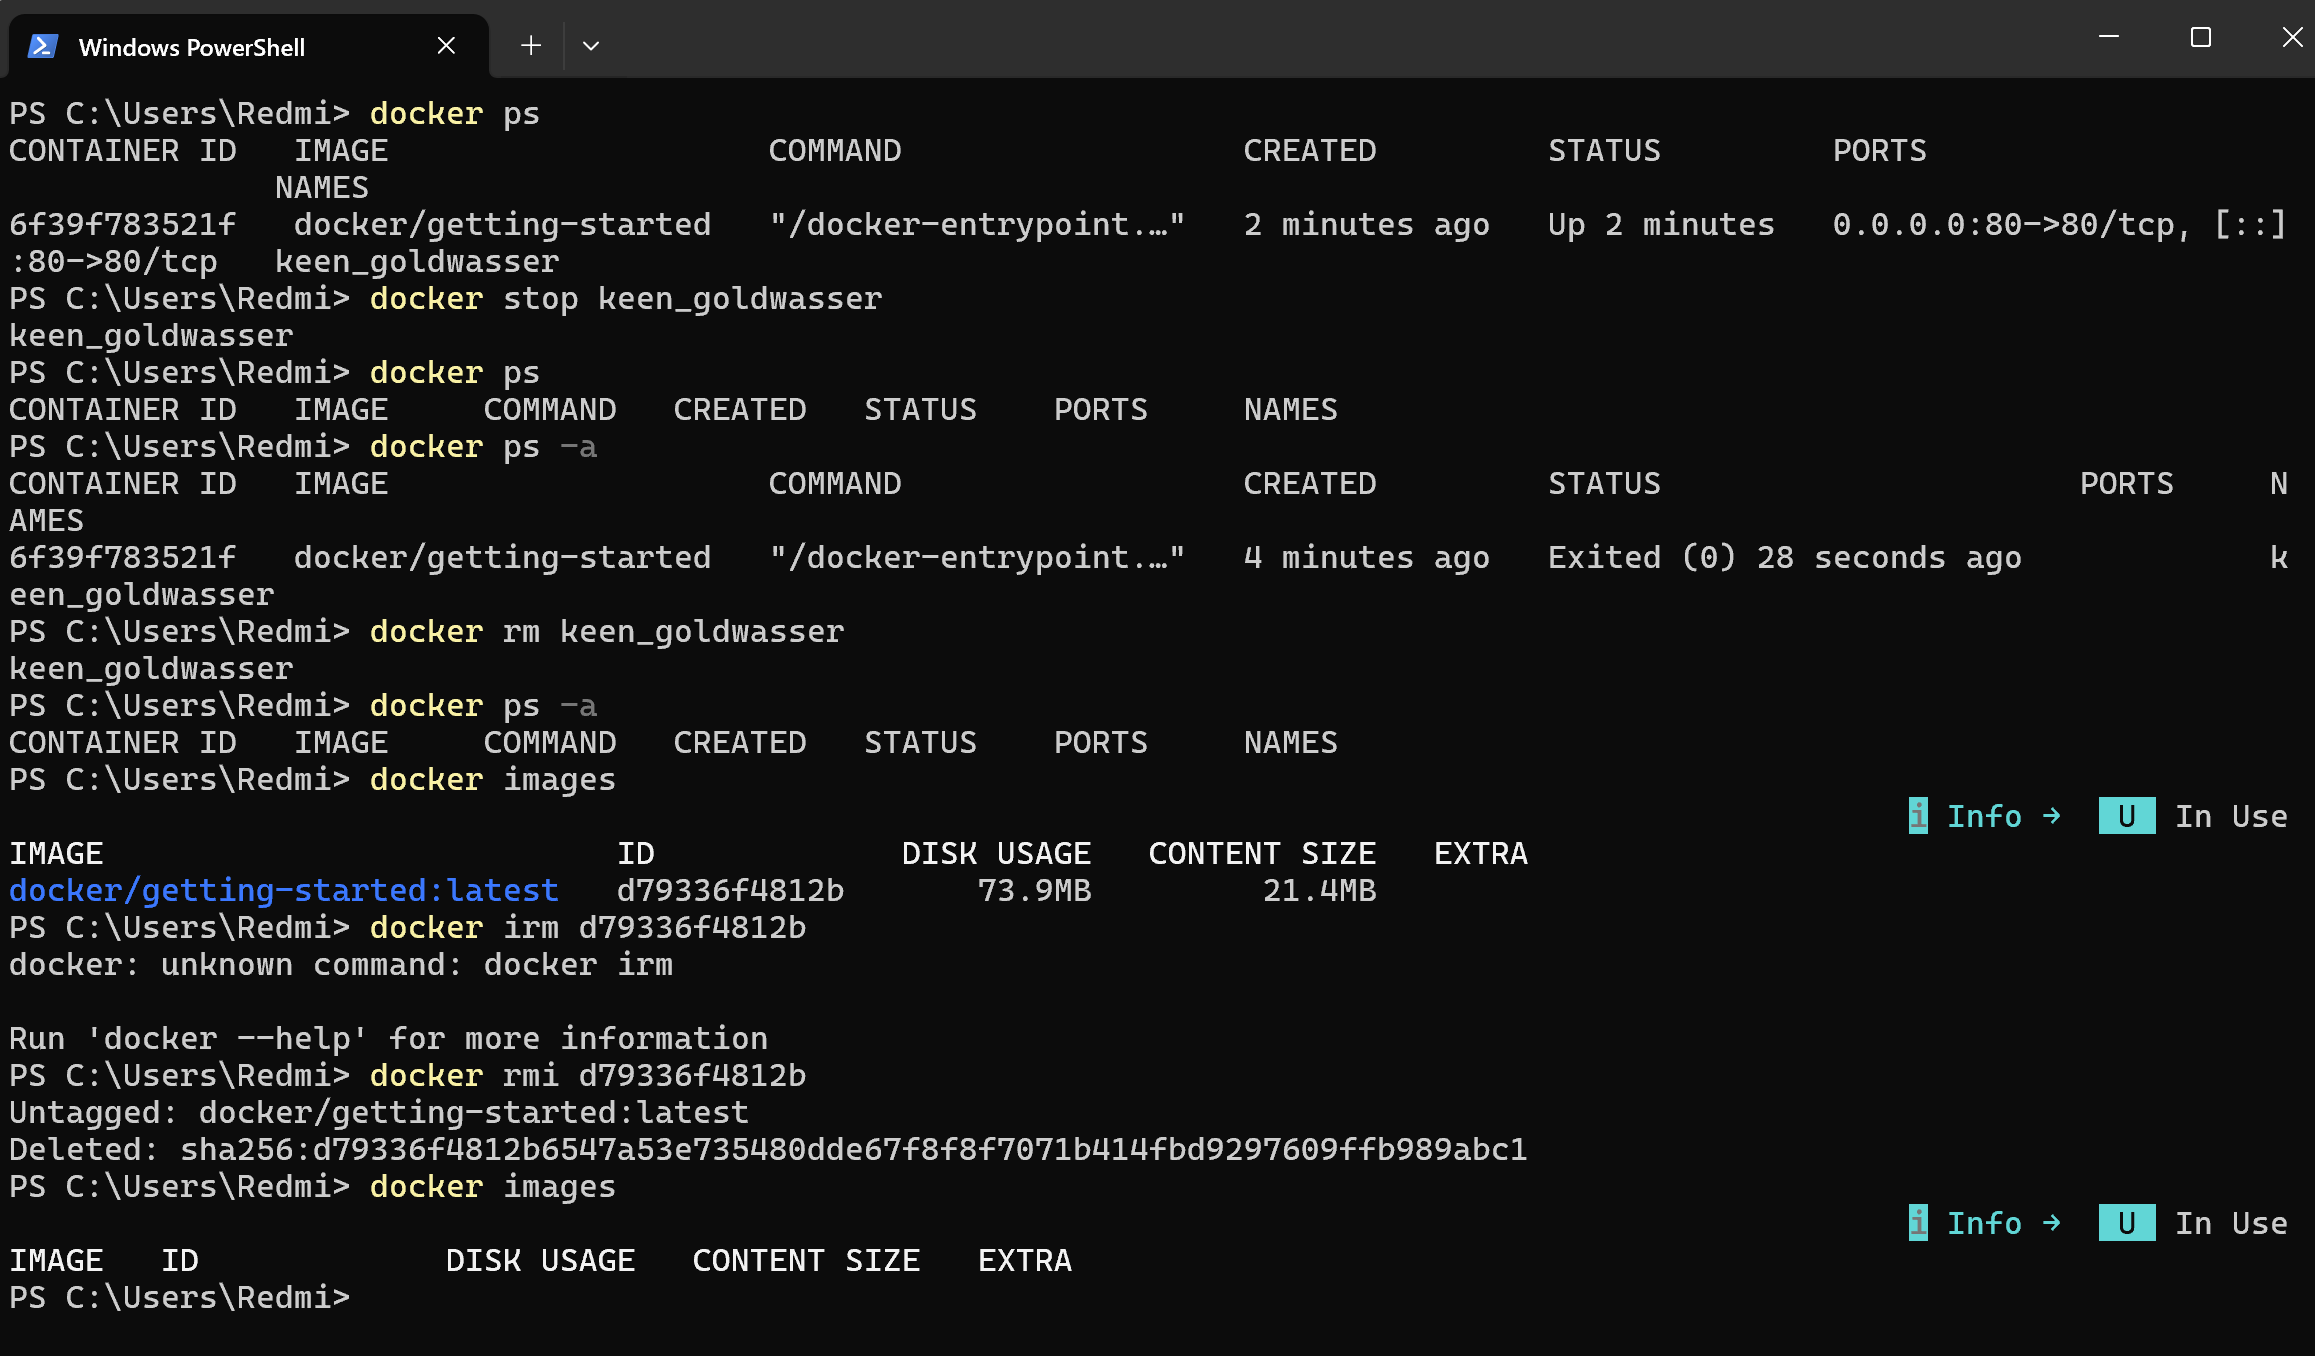 Windows PowerShell
PS C:\Users\Redmi> docker ps
CONTAINER ID   IMAGE                    COMMAND                  CREATED         STATUS         PORTS
              NAMES
6f39f783521f   docker/getting-started   "/docker-entrypoint.…"   2 minutes ago   Up 2 minutes   0.0.0.0:80->80/tcp, [::]
:80->80/tcp   keen_goldwasser
PS C:\Users\Redmi> docker stop keen_goldwasser
keen_goldwasser
PS C:\Users\Redmi> docker ps
CONTAINER ID   IMAGE     COMMAND   CREATED   STATUS    PORTS     NAMES
PS C:\Users\Redmi> docker ps -a
CONTAINER ID   IMAGE                    COMMAND                  CREATED         STATUS                      PORTS     N
AMES
6f39f783521f   docker/getting-started   "/docker-entrypoint.…"   4 minutes ago   Exited (0) 28 seconds ago             k
een_goldwasser
PS C:\Users\Redmi> docker rm keen_goldwasser
keen_goldwasser
PS C:\Users\Redmi> docker ps -a
CONTAINER ID   IMAGE     COMMAND   CREATED   STATUS    PORTS     NAMES
PS C:\Users\Redmi> docker images
i Info →   U  In Use
IMAGE                           ID             DISK USAGE   CONTENT SIZE   EXTRA
docker/getting-started:latest   d79336f4812b       73.9MB         21.4MB
PS C:\Users\Redmi> docker irm d79336f4812b
docker: unknown command: docker irm
Run 'docker --help' for more information
PS C:\Users\Redmi> docker rmi d79336f4812b
Untagged: docker/getting-started:latest
Deleted: sha256:d79336f4812b6547a53e735480dde67f8f8f7071b414fbd9297609ffb989abc1
PS C:\Users\Redmi> docker images
i Info →   U  In Use
IMAGE   ID             DISK USAGE   CONTENT SIZE   EXTRA
PS C:\Users\Redmi>